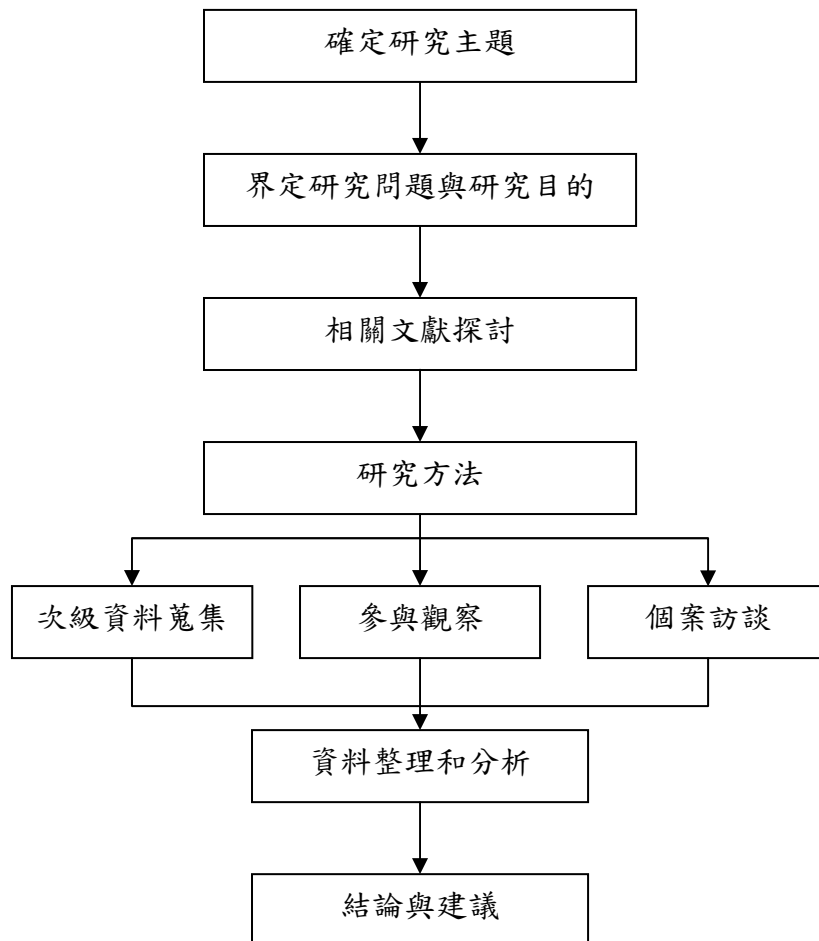 確定研究主題
界定研究問題與研究目的
相關文獻探討
研究方法
次級資料蒐集
參與觀察
個案訪談
資料整理和分析
結論與建議